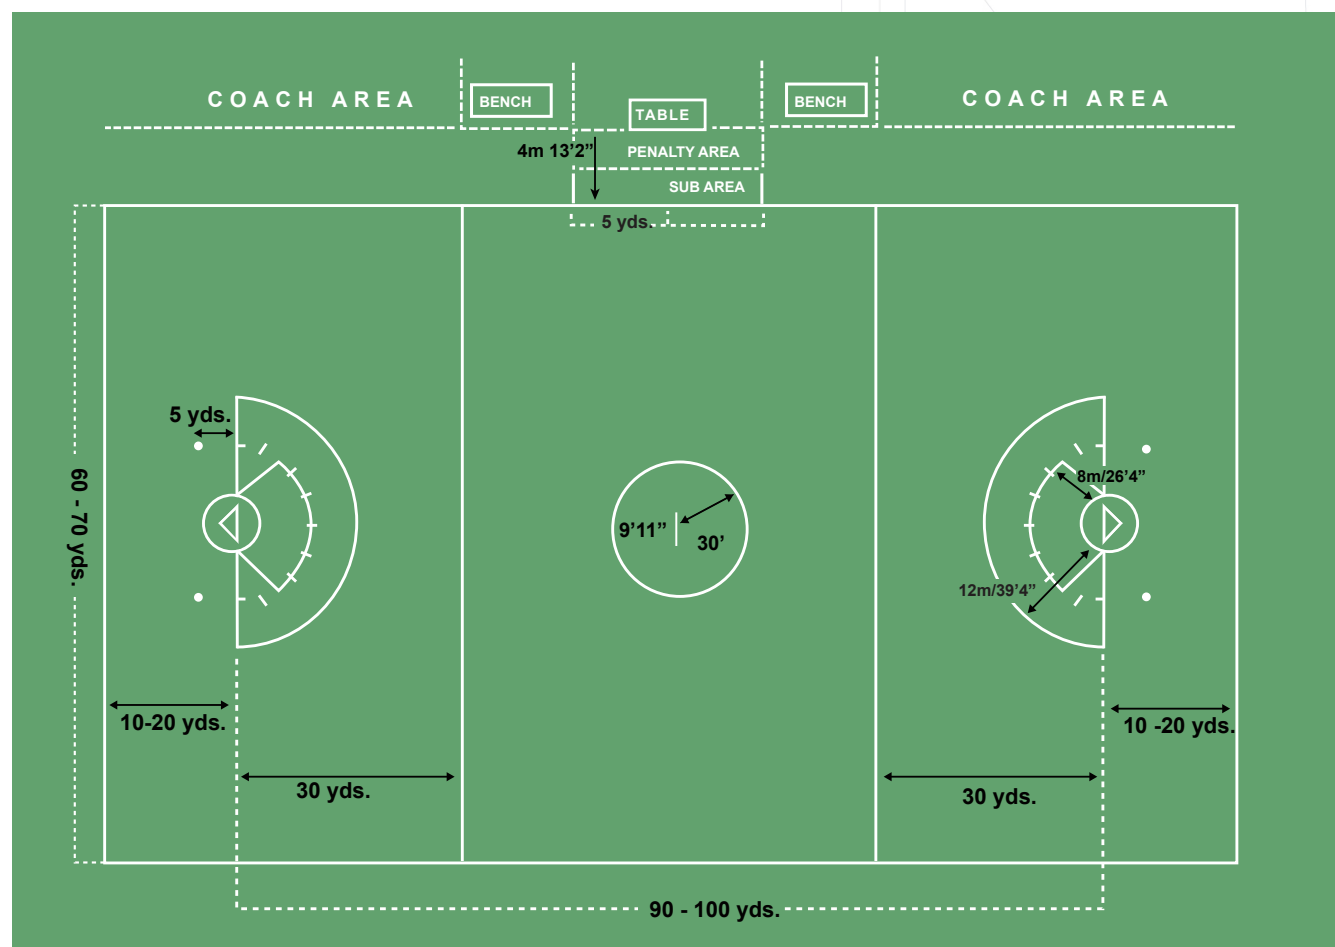 COACH AREA
BENCH
TABLE
BENCH
COACH AREA
4m 13’2”
PENALTY AREA
SUB AREA
5 yds.
5 yds.
60 - 70 yds.
8m/26’4”
9’11”
30’
12m/39’4”
10-20 yds.
10 -20 yds.
30 yds.
30 yds.
90 - 100 yds.